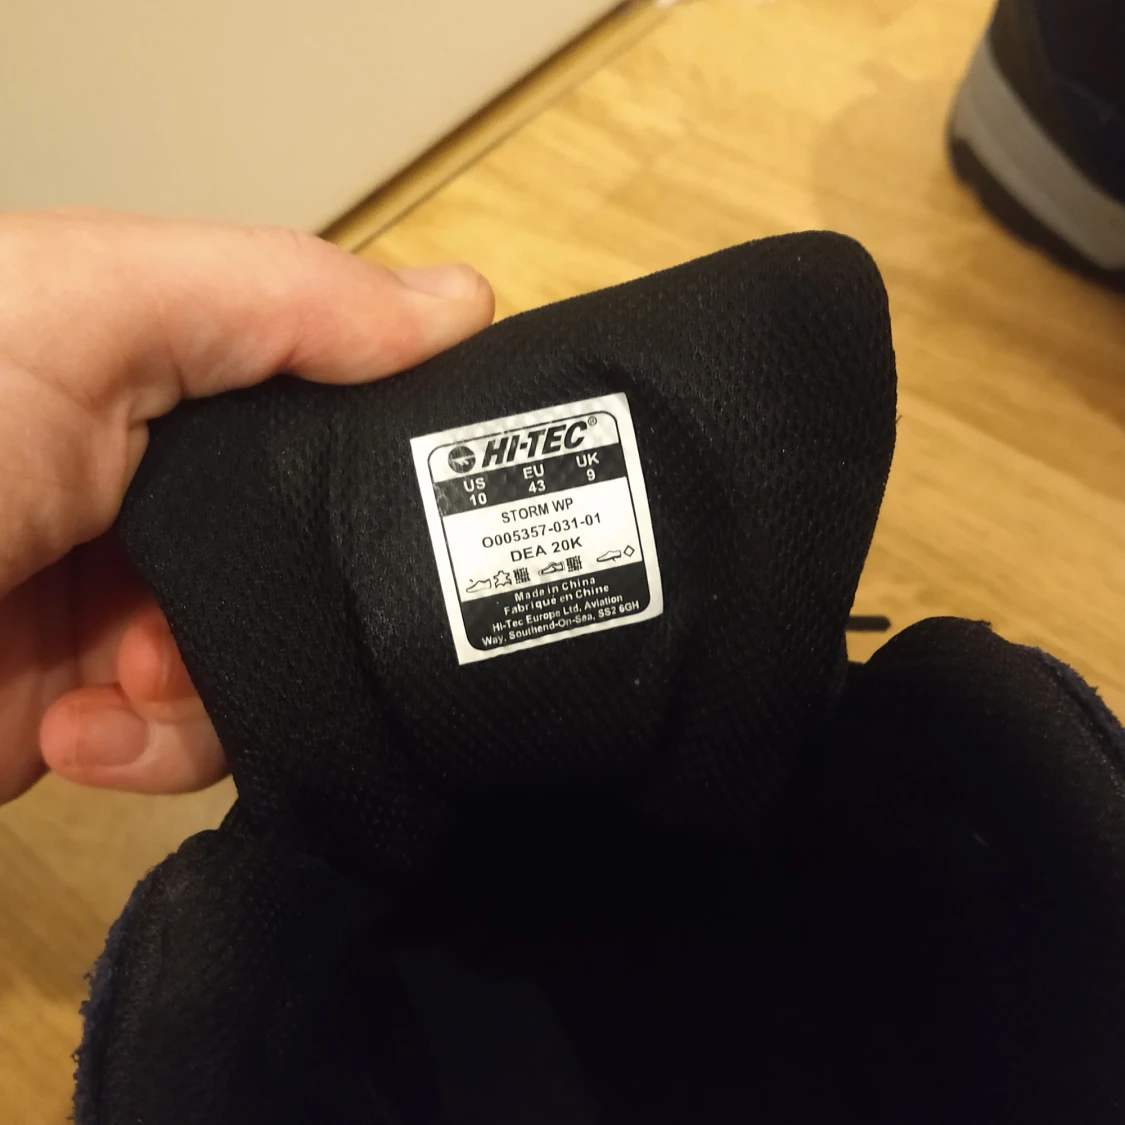 HI-TEC®
US EU UK
10 43 9
STORM WP
O005357-031-01
DEA 20K
Made in China
Fabriqué en Chine
Hi-Tec Europe Ltd, Aviation
Way, Southend-On-Sea, SS2 6GH